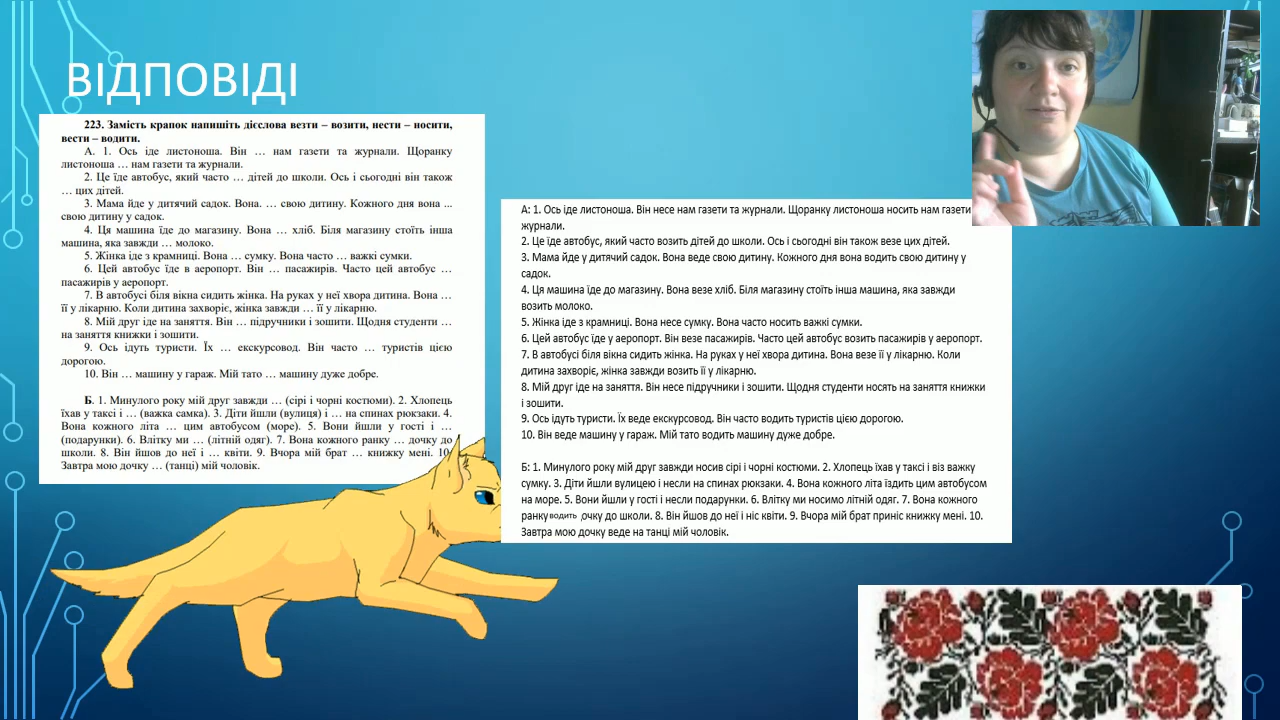 ВІДПОВІДІ
223. Замість крапок напишіть дієслова везти – возити, нести – носити,
вести – водити.
А. 1. Ось іде листоноша. Він … нам газети та журнали. Щоранку
листоноша … нам газети та журнали.
2. Це їде автобус, який часто … дітей до школи. Ось і сьогодні він також
… цих дітей.
3. Мама йде у дитячий садок. Вона. … свою дитину. Кожного дня вона ...
свою дитину у садок.
4. Ця машина їде до магазину. Вона … хліб. Біля магазину стоїть інша
машина, яка завжди … молоко.
5. Жінка іде з крамниці. Вона … сумку. Вона часто … важкі сумки.
6. Цей автобус їде в аеропорт. Він … пасажирів. Часто цей автобус …
пасажирів у аеропорт.
7. В автобусі біля вікна сидить жінка. На руках у неї хвора дитина. Вона …
її у лікарню. Коли дитина захворіє, жінка завжди … її у лікарню.
8. Мій друг іде на заняття. Він … підручники і зошити. Щодня студенти …
на заняття книжки і зошити.
9. Ось ідуть туристи. Їх … екскурсовод. Він часто … туристів цією
дорогою.
10. Він … машину у гараж. Мій тато … машину дуже добре.
Б. 1. Минулого року мій друг завжди … (сірі і чорні костюми). 2. Хлопець
їхав у таксі і … (важка самка). 3. Діти йшли (вулиця) і … на спинах рюкзаки. 4.
Вона кожного літа … цим автобусом (море). 5. Вони йшли у гості і …
(подарунки). 6. Влітку ми … (літній одяг). 7. Вона кожного ранку … дочку до
школи. 8. Він йшов до неї і … квіти. 9. Вчора мій брат … книжку мені. 10
Завтра мою дочку … (танці) мій чоловік.
А: 1. Ось іде листоноша. Він несе нам газети та журнали. Щоранку листоноша носить нам газети
журнали.
2. Це їде автобус, який часто возить дітей до школи. Ось і сьогодні він також везе цих дітей.
3. Мама йде у дитячий садок. Вона веде свою дитину. Кожного дня вона водить свою дитину у
садок.
4. Ця машина їде до магазину. Вона везе хліб. Біля магазину стоїть інша машина, яка завжди
возить молоко.
5. Жінка іде з крамниці. Вона несе сумку. Вона часто носить важкі сумки.
6. Цей автобус їде у аеропорт. Він везе пасажирів. Часто цей автобус возить пасажирів у аеропорт.
7. В автобусі біля вікна сидить жінка. На руках у неї хвора дитина. Вона везе її у лікарню. Коли
дитина захворіє, жінка завжди возить її у лікарню.
8. Мій друг іде на заняття. Він несе підручники і зошити. Щодня студенти носять на заняття книжки
і зошити.
9. Ось ідуть туристи. Їх веде екскурсовод. Він часто водить туристів цією дорогою.
10. Він веде машину у гараж. Мій тато водить машину дуже добре.
Б: 1. Минулого року мій друг завжди носив сірі і чорні костюми. 2. Хлопець їхав у таксі і віз важку
сумку. 3. Діти йшли вулицею і несли на спинах рюкзаки. 4. Вона кожного літа їздить цим автобусом
на море. 5. Вони йшли у гості і несли подарунки. 6. Влітку ми носимо літній одяг. 7. Вона кожного
ранку водить очку до школи. 8. Він йшов до неї і ніс квіти. 9. Вчора мій брат приніс книжку мені. 10.
Завтра мою дочку веде на танці мій чоловік.